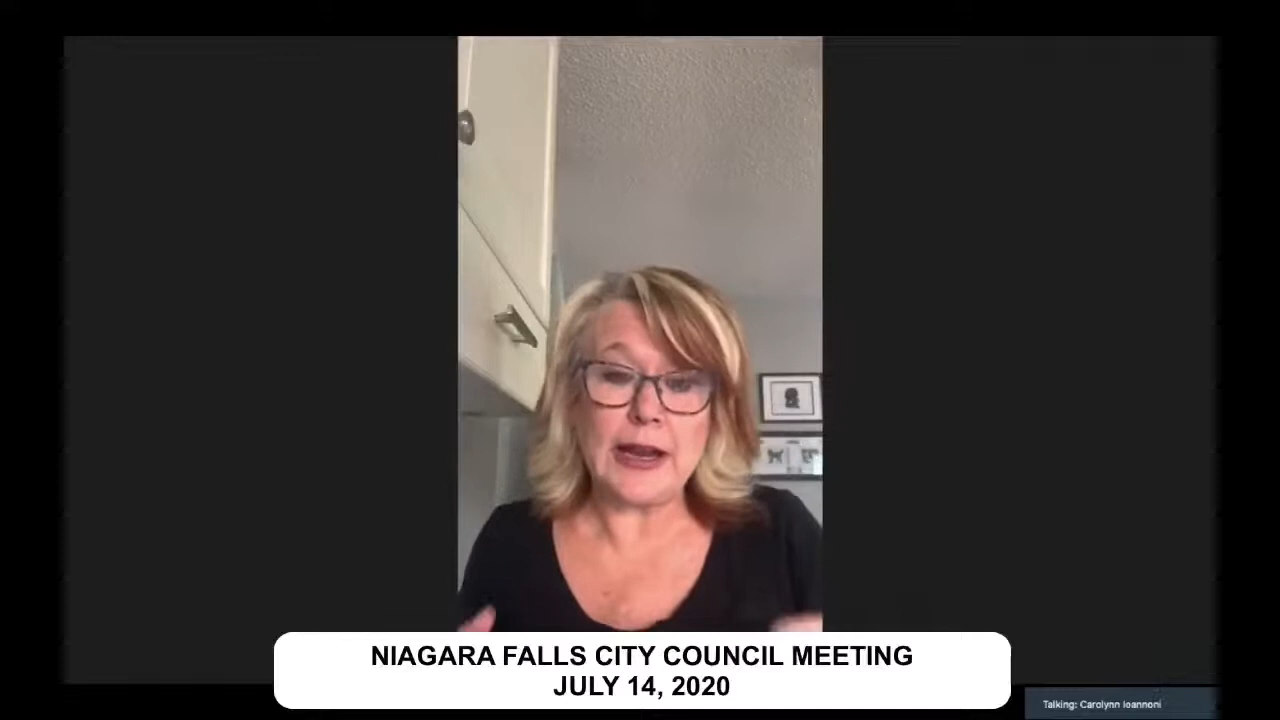 NIAGARA FALLS CITY COUNCIL MEETING
JULY 14, 2020
Talking: Carolynn Ioannoni